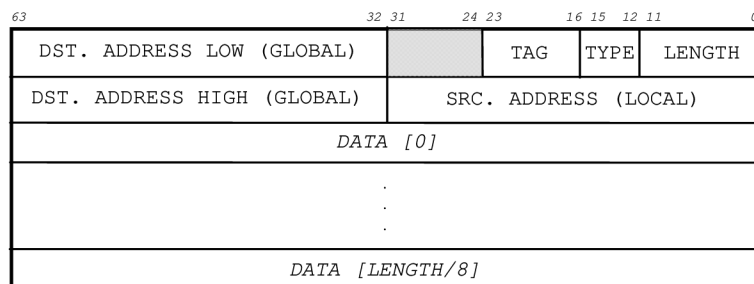 63 32 31 24 23 16 15 12 11 0
DST. ADDRESS LOW (GLOBAL) TAG TYPE LENGTH
DST. ADDRESS HIGH (GLOBAL) SRC. ADDRESS (LOCAL)
DATA [0]
.
.
.
DATA [LENGTH/8]